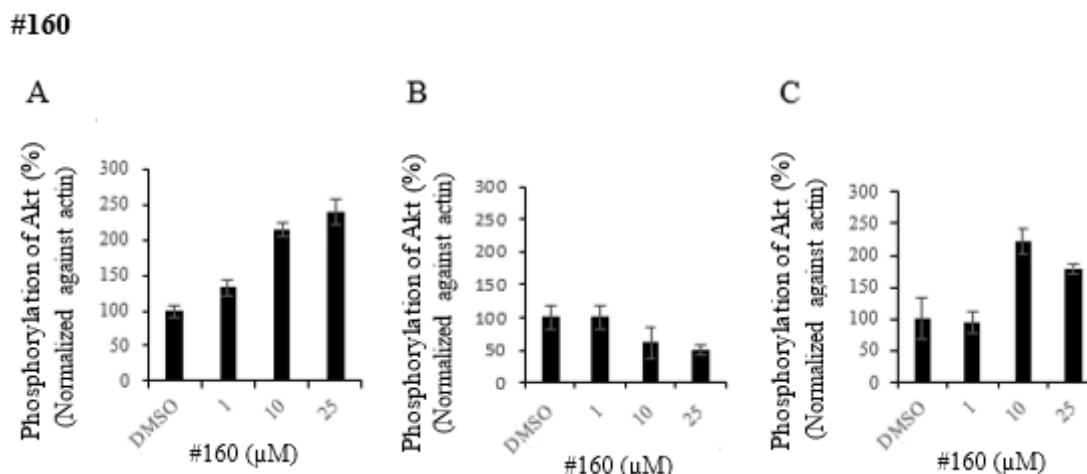 #160
A
Phosphorylation of Akt (%)
(Normalized against actin)
300
250
200
150
100
50
0
DMSO
1
10
25
#160 (μM)
B
Phosphorylation of Akt (%)
(Normalized against actin)
300
250
200
150
100
50
0
DMSO
1
10
25
#160 (μM)
C
Phosphorylation of Akt (%)
(Normalized against actin)
300
250
200
150
100
50
0
DMSO
1
10
25
#160 (μM)